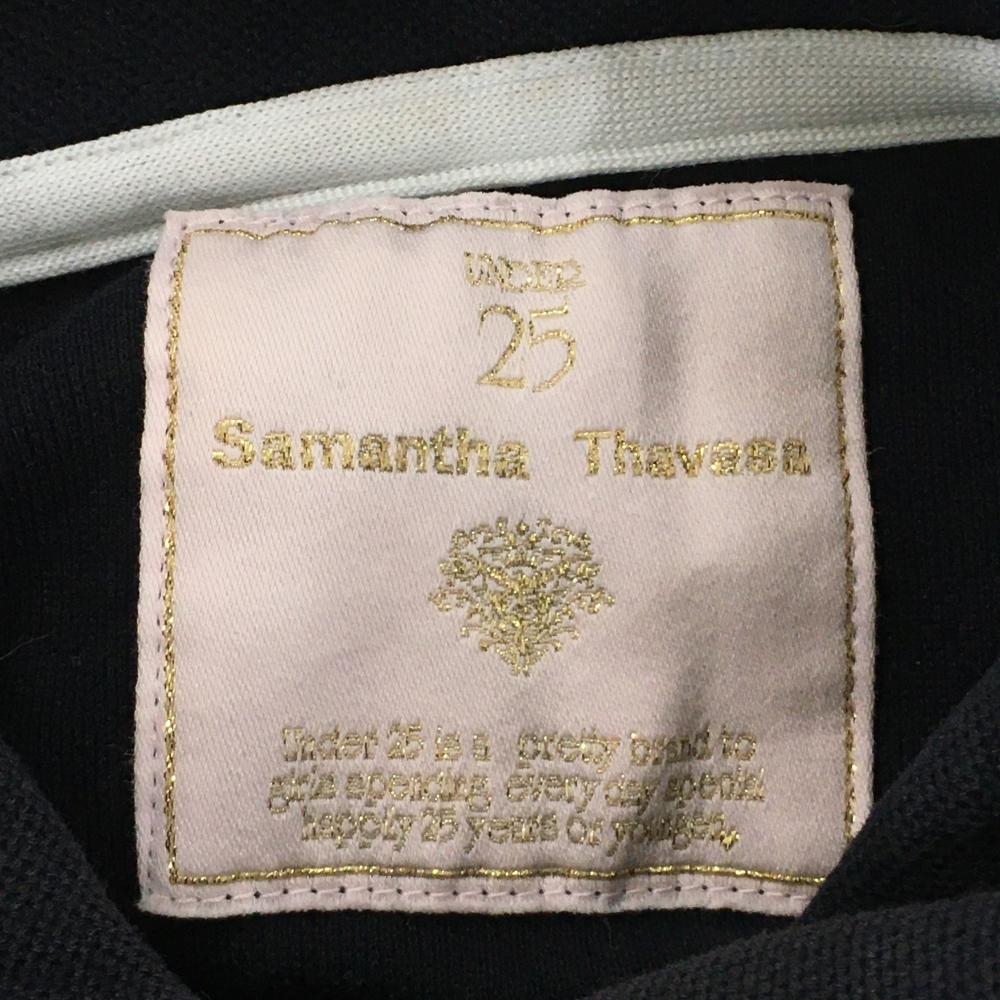 UNDER
25
Samantha Thavasa
Under 25 is a pretty brand to
girls spending every day special
happyly 25 years or younger,